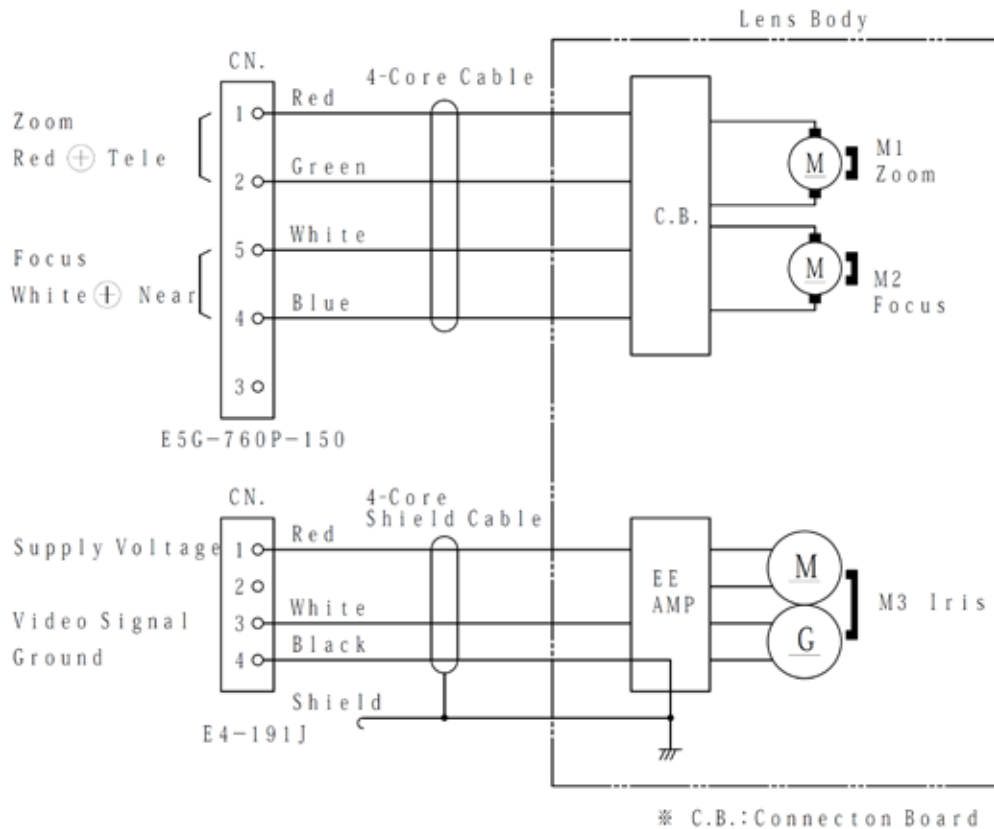 Lens Body
CN.
4-Core Cable
Zoom
Red ⊕ Tele
1
Red
2
Green
M
M1
Zoom
C.B.
Focus
White ⊕ Near
5
White
4
Blue
M
M2
Focus
3
E5G-760P-150
CN.
4-Core
Shield Cable
Supply Voltage
1
Red
2
Video Signal
3
White
Ground
4
Black
EE
AMP
M
G
M3 Iris
Shield
E4-191J
※ C.B.:Connecton Board